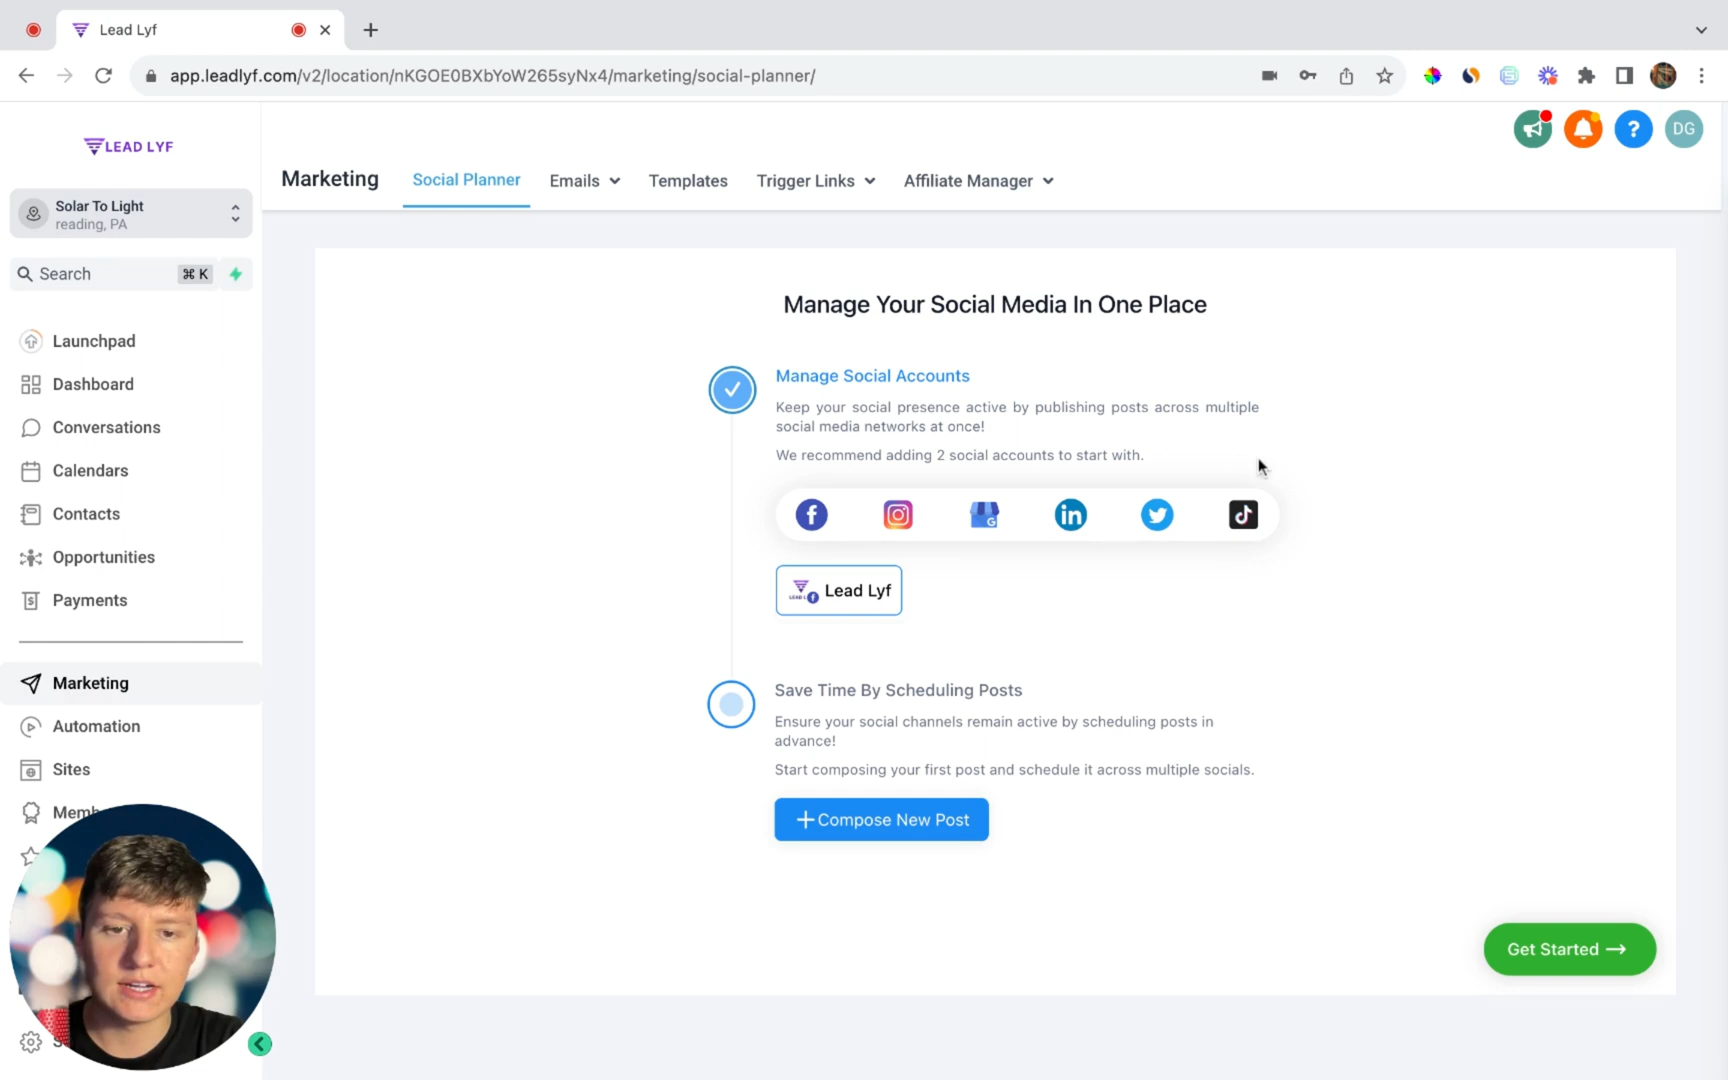 Lead Lyf
app.leadlyf.com/v2/location/nKGOE0BXbYoW265syNx4/marketing/social-planner/
LEAD LYF
Solar To Light
reading, PA
Search
⌘ K
Launchpad
Dashboard
Conversations
Calendars
Contacts
Opportunities
Payments
Marketing
Automation
Sites
DG
Marketing
Social Planner
Emails
Templates
Trigger Links
Affiliate Manager
Manage Your Social Media In One Place
Manage Social Accounts
Keep your social presence active by publishing posts across multiple
social media networks at once!
We recommend adding 2 social accounts to start with.
Lead Lyf
Save Time By Scheduling Posts
Ensure your social channels remain active by scheduling posts in
advance!
Start composing your first post and schedule it across multiple socials.
Compose New Post
Get Started →